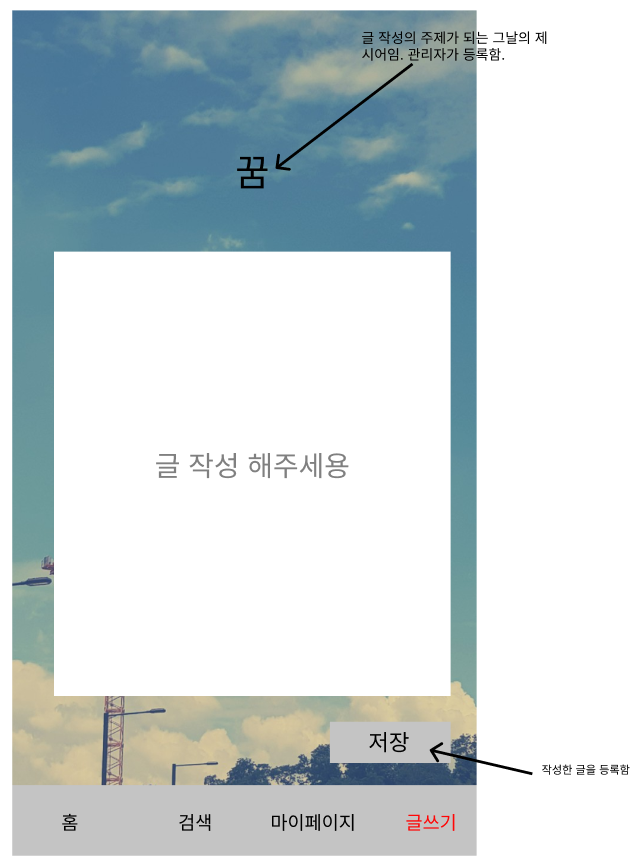 글 작성의 주제가 되는 그날의 제
시어임. 관리자가 등록함.
꿈
글 작성 해주세용
저장
작성한 글을 등록함
홈 검색 마이페이지 글쓰기